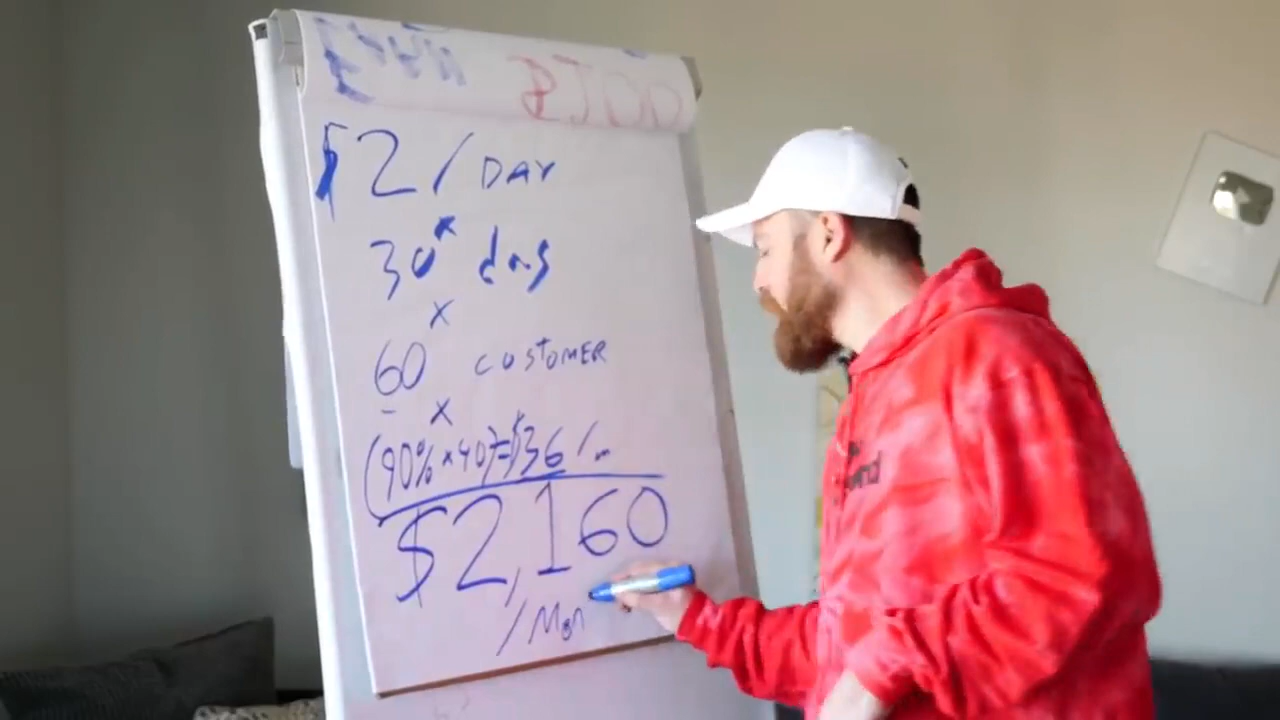 $2/ DAY
x
30 days
x
60 CUSTOMER
x
(90% x 40) = $36/m
$2,160
/Mon